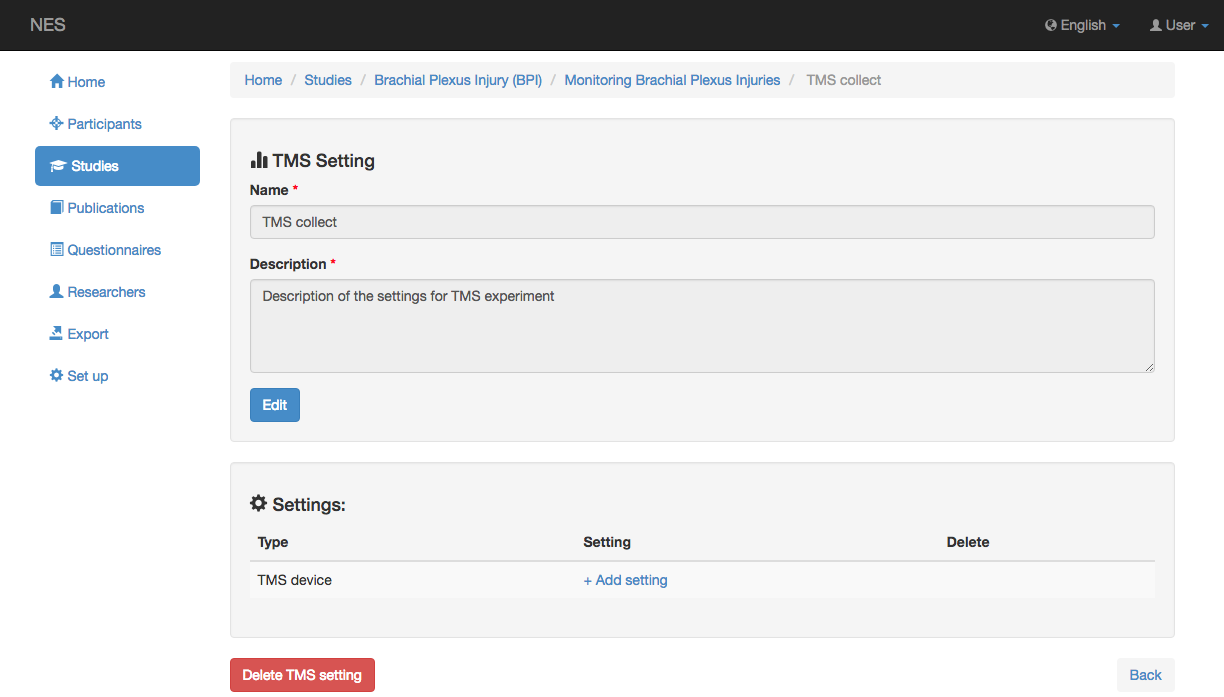 NES
English
User
Home
Participants
Studies
Publications
Questionnaires
Researchers
Export
Set up
Home / Studies / Brachial Plexus Injury (BPI) / Monitoring Brachial Plexus Injuries / TMS collect
TMS Setting
Name *
TMS collect
Description *
Description of the settings for TMS experiment
Edit
Settings:
Type Setting Delete
TMS device + Add setting
Delete TMS setting
Back